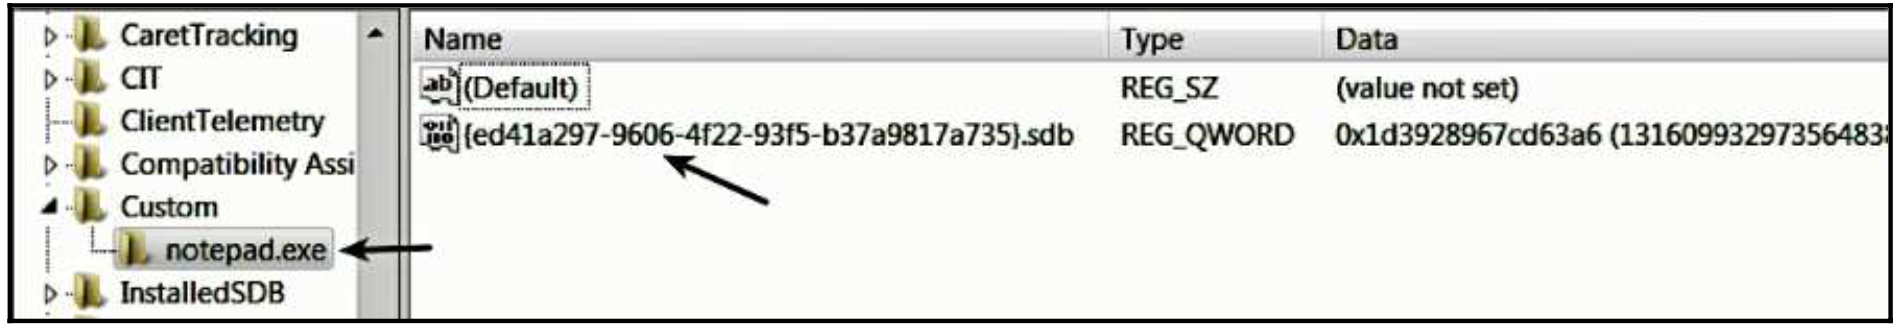 CaretTracking
CIT
ClientTelemetry
Compatibility Assi
Custom
notepad.exe
InstalledSDB
Name Type Data
(Default) REG_SZ (value not set)
{ed41a297-9606-4f22-93f5-b37a9817a735}.sdb REG_QWORD 0x1d3928967cd63a6 (131609932973564838